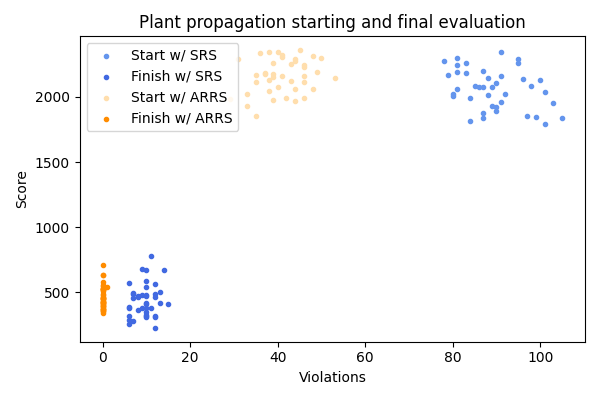 Plant propagation starting and final evaluation
Start w/ SRS
Finish w/ SRS
Start w/ ARRS
Finish w/ ARRS
Score
2000
1500
1000
500
0 20 40 60 80 100
Violations